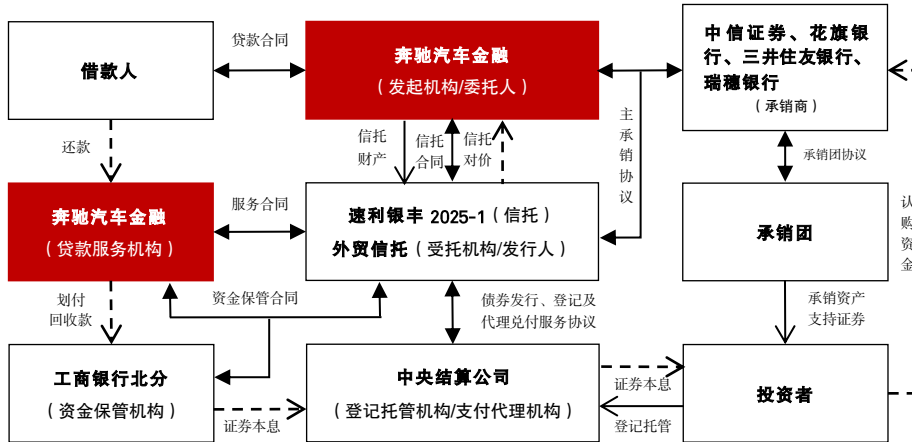 借款人
贷款合同
奔驰汽车金融
（发起机构/委托人）
中信证券、花旗银
行、三井住友银行、
瑞穗银行
（承销商）
还款
信托
财产
信托
合同
信托
对价
主
承
销
协
议
承销团协议
奔驰汽车金融
（贷款服务机构）
服务合同
速利银丰 2025-1（信托）
外贸信托（受托机构/发行人）
承销团
认
购
资
金
划付
回收款
资金保管合同
债券发行、登记及
代理兑付服务协议
承销资产
支持证券
工商银行北分
（资金保管机构）
证券本息
中央结算公司
（登记托管机构/支付代理机构）
证券本息
登记托管
投资者